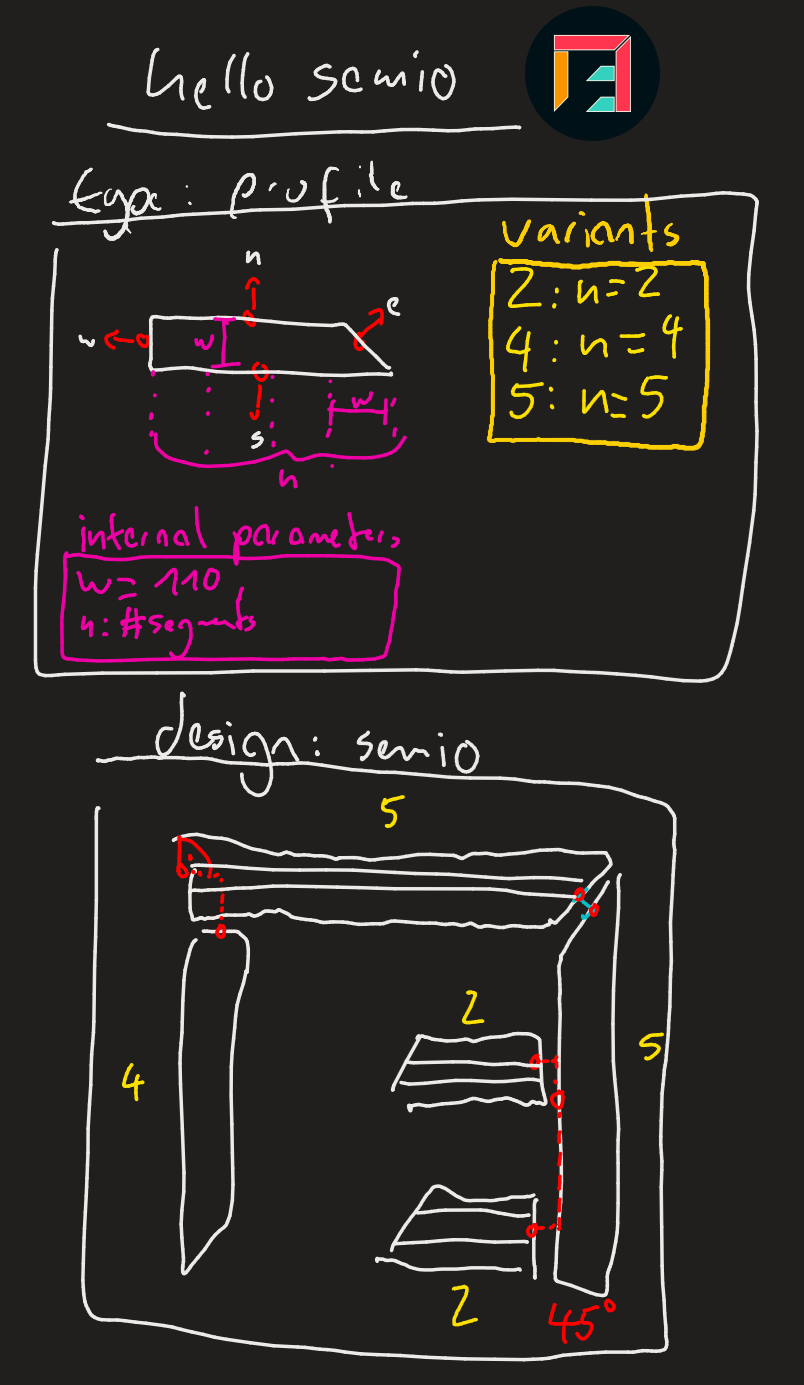 hello semio
type: profile
variants
2: n=2
4: n=4
5: n=5
n
e
w
w
w
s
n
internal parameters
w= 110
n: #segments
design: semio
5
2
5
4
2
45°